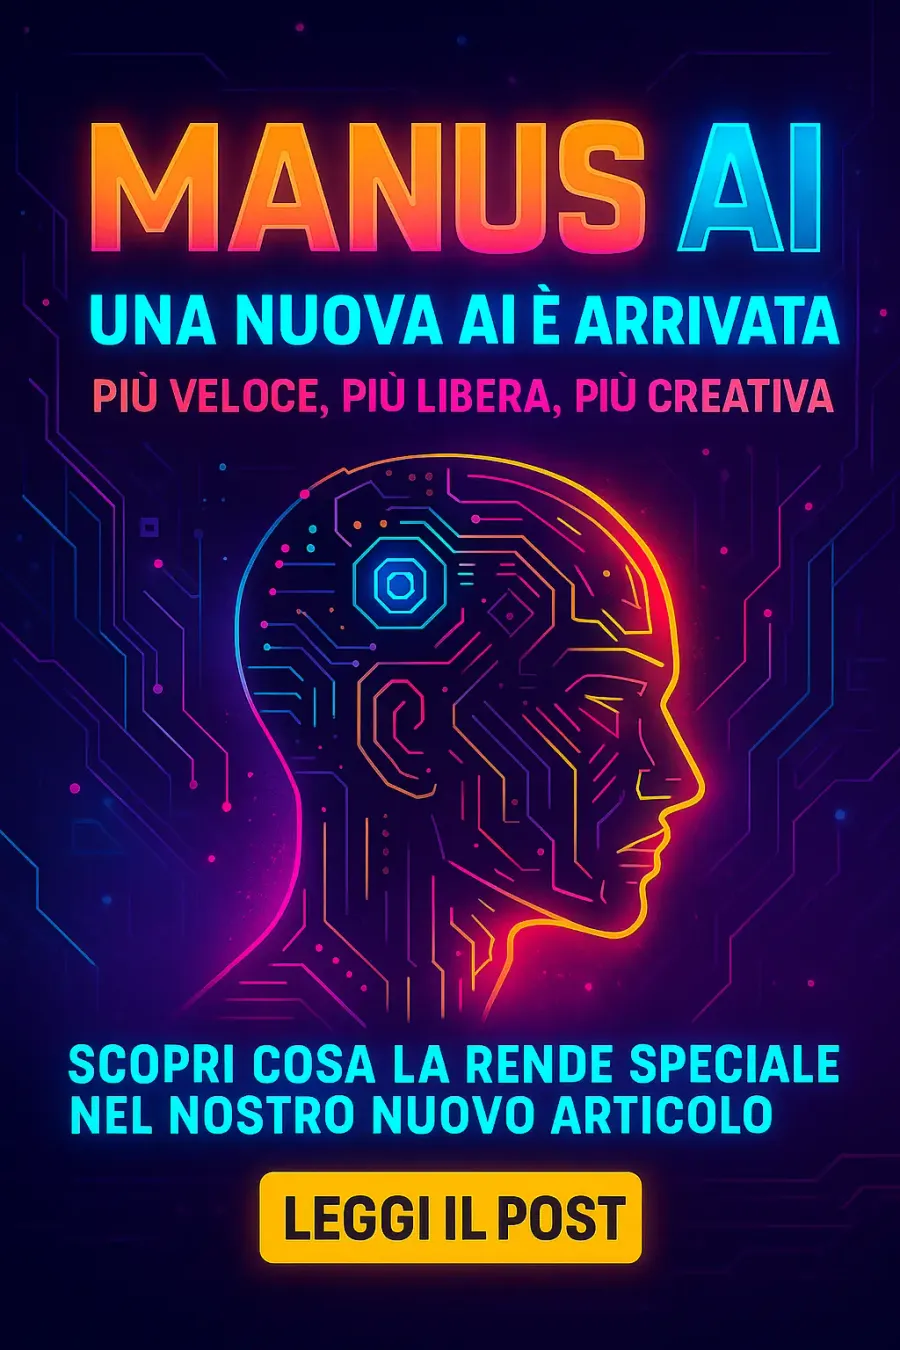 MANUS AI
UNA NUOVA AI È ARRIVATA
PIÙ VELOCE, PIÙ LIBERA, PIÙ CREATIVA
SCOPRI COSA LA RENDE SPECIALE
NEL NOSTRO NUOVO ARTICOLO
LEGGI IL POST